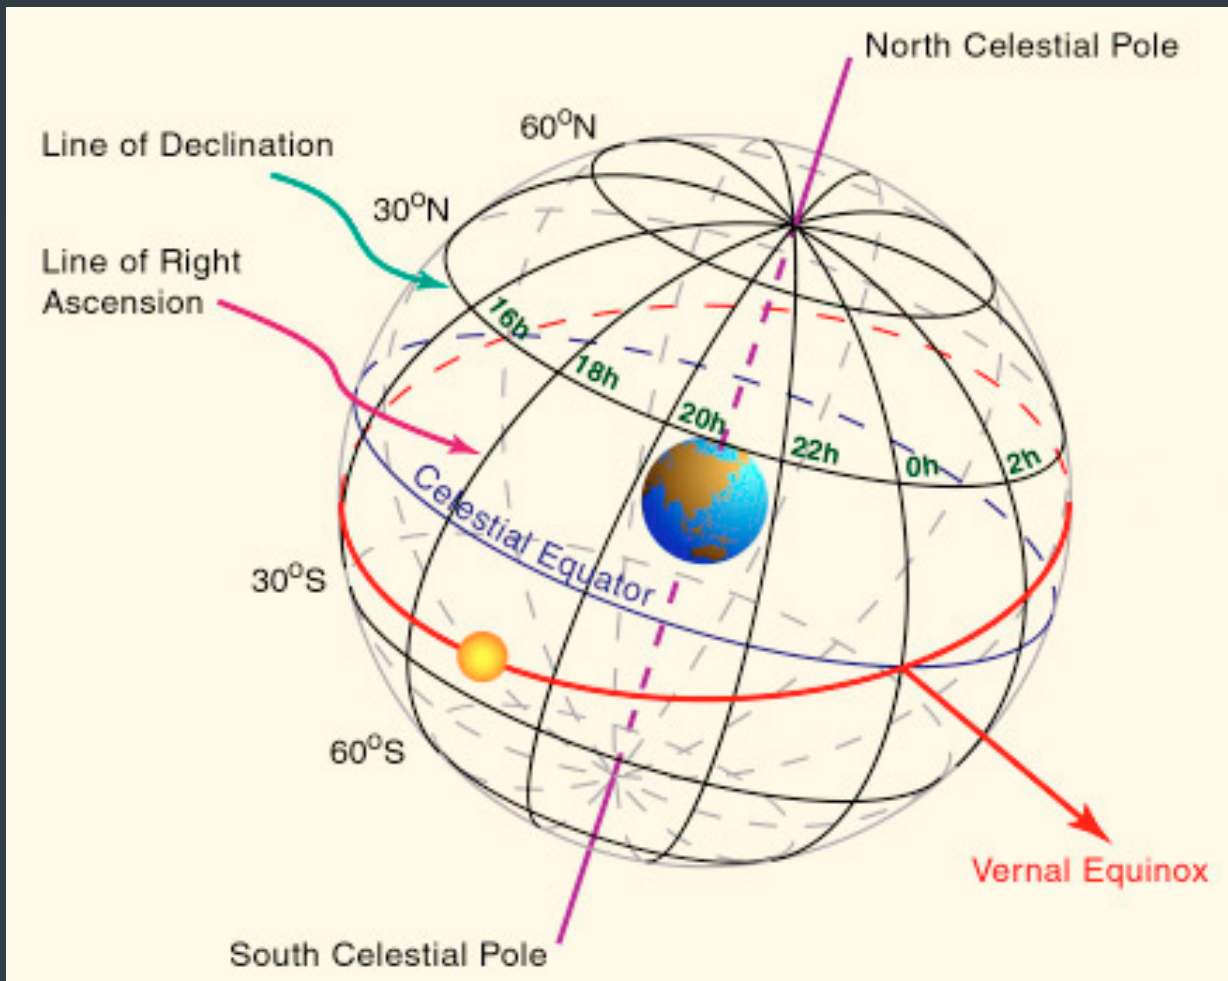 North Celestial Pole
60°N
Line of Declination
30°N
Line of Right
Ascension
16h
18h
20h
22h
0h
2h
Celestial Equator
30°S
60°S
Vernal Equinox
South Celestial Pole